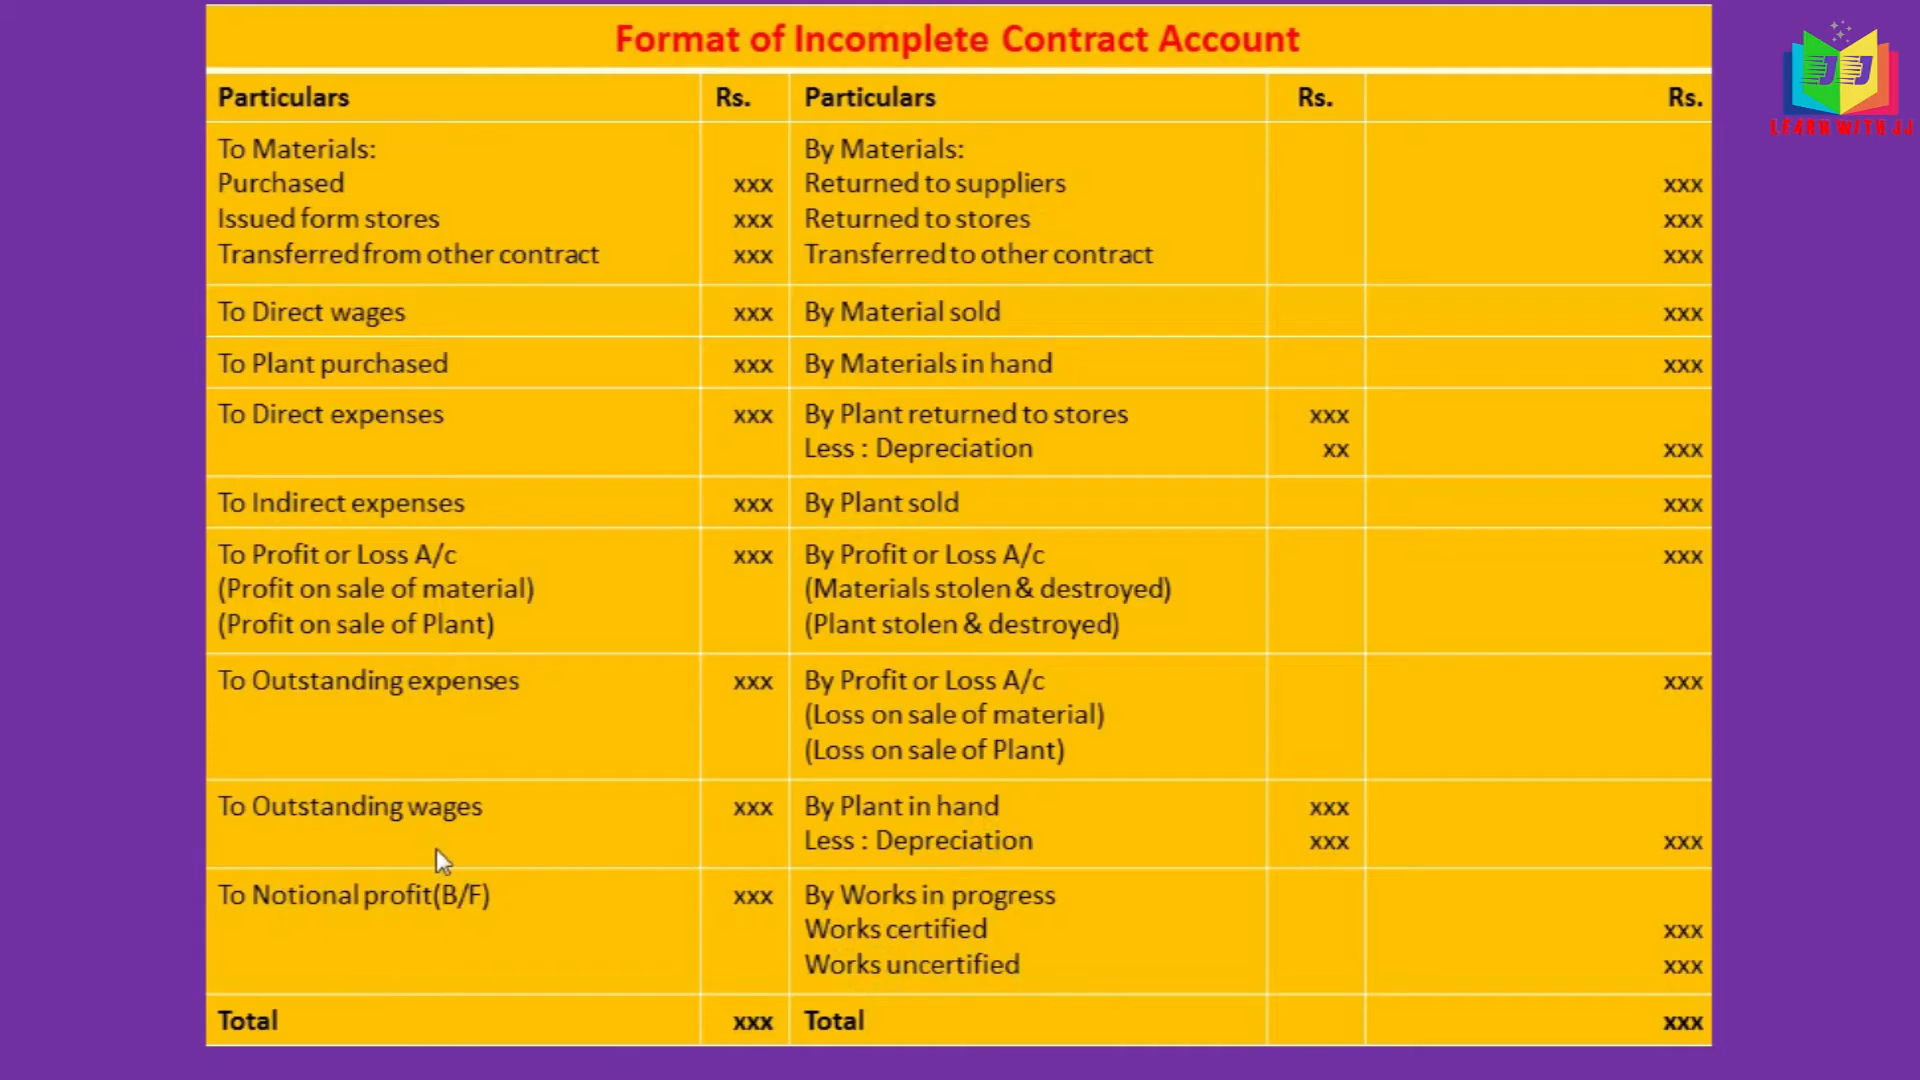 Format of Incomplete Contract Account
Particulars Rs. Particulars Rs. Rs.
To Materials: By Materials:
Purchased xxx Returned to suppliers xxx
Issued form stores xxx Returned to stores xxx
Transferred from other contract xxx Transferred to other contract xxx
To Direct wages xxx By Material sold xxx
To Plant purchased xxx By Materials in hand xxx
To Direct expenses xxx By Plant returned to stores xxx
Less : Depreciation xx xxx
To Indirect expenses xxx By Plant sold xxx
To Profit or Loss A/c xxx By Profit or Loss A/c xxx
(Profit on sale of material) (Materials stolen & destroyed)
(Profit on sale of Plant) (Plant stolen & destroyed)
To Outstanding expenses xxx By Profit or Loss A/c xxx
(Loss on sale of material)
(Loss on sale of Plant)
To Outstanding wages xxx By Plant in hand xxx
Less : Depreciation xxx xxx
To Notional profit(B/F) xxx By Works in progress
Works certified xxx
Works uncertified xxx
Total xxx Total xxx
JJ
LEARN WITH JJ